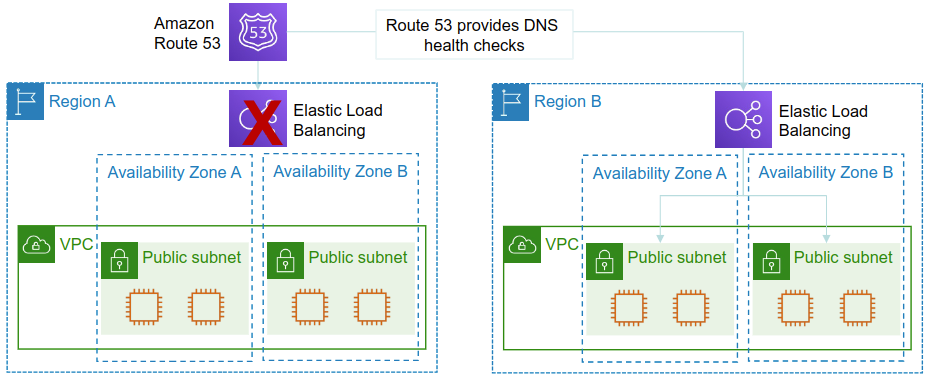 Amazon
Route 53
53
Route 53 provides DNS
health checks
Region A
X
Elastic Load
Balancing
Availability Zone A
Availability Zone B
VPC
Public subnet
Public subnet
Region B
Elastic Load
Balancing
Availability Zone A
Availability Zone B
VPC
Public subnet
Public subnet